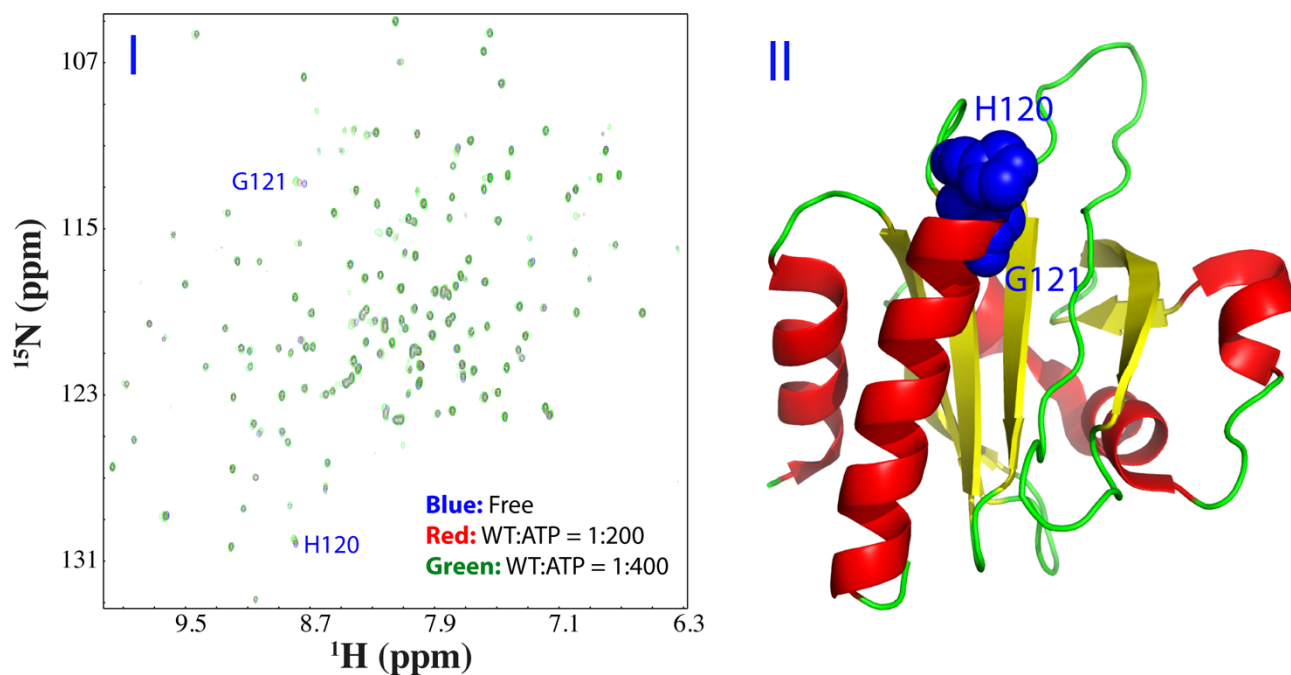 I
107
115
123
131
¹⁵N (ppm)
G121
H120
Blue: Free
Red: WT:ATP = 1:200
Green: WT:ATP = 1:400
9.5 8.7 7.9 7.1 6.3
¹H (ppm)
II
H120
G121